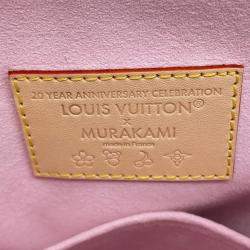 20 YEAR ANNIVERSARY CELEBRATION
LOUIS VUITTON®
x
MURAKAMI
made in France